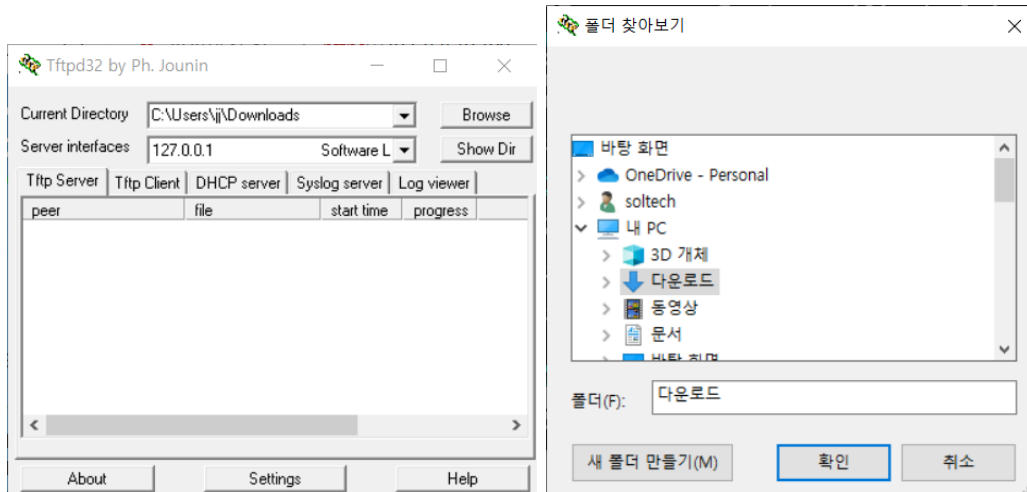 Tftpd32 by Ph. Jounin
Current Directory C:\Users\jj\Downloads Browse
Server interfaces 127.0.0.1 Software L Show Dir
Tftp Server Tftp Client DHCP server Syslog server Log viewer
peer file start time progress
About Settings Help
폴더 찾아보기
바탕 화면
OneDrive - Personal
soltech
내 PC
3D 개체
다운로드
동영상
문서
바탕 화면
폴더(F): 다운로드
새 폴더 만들기(M) 확인 취소